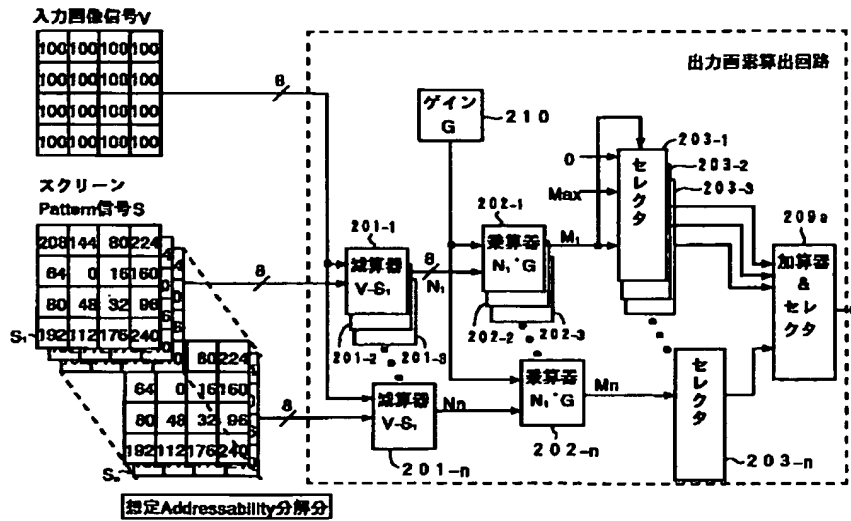 入力画像信号V
100 100 100 100
100 100 100 100
100 100 100 100
100 100 100 100
8
出力画素算出回路
ゲイン
G
210
スクリーン
Pattern信号S
208 144 80 224
64 0 16 160
80 48 32 96
192 112 176 240
S₁
8
201-1
減算器
V-S₁
201-2
201-3
8
N₁
202-1
乗算器
N₁*G
202-2
202-3
M₁
0
Max
セレクタ
203-1
203-2
203-3
209a
加算器
&
セレクタ
80 224
64 0 16 160
80 48 32 96
192 112 176 240
Sₙ
8
減算器
V-S₁
201-n
Nn
乗算器
N₁*G
202-n
Mn
セレクタ
203-n
想定Addressability分解分